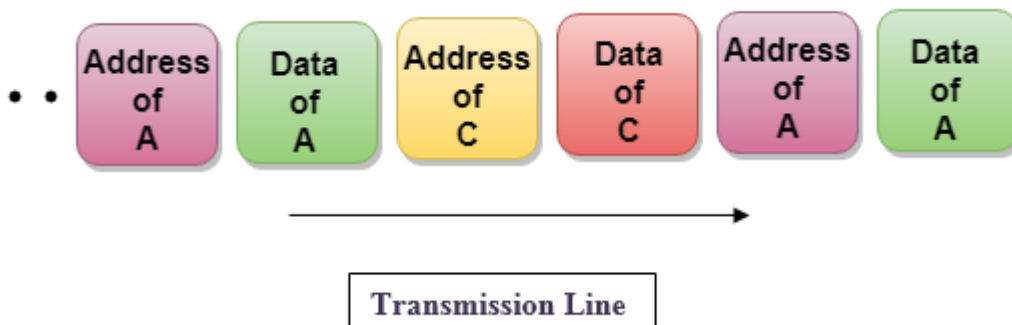 Address
of
A
Data
of
A
Address
of
C
Data
of
C
Address
of
A
Data
of
A
Transmission Line